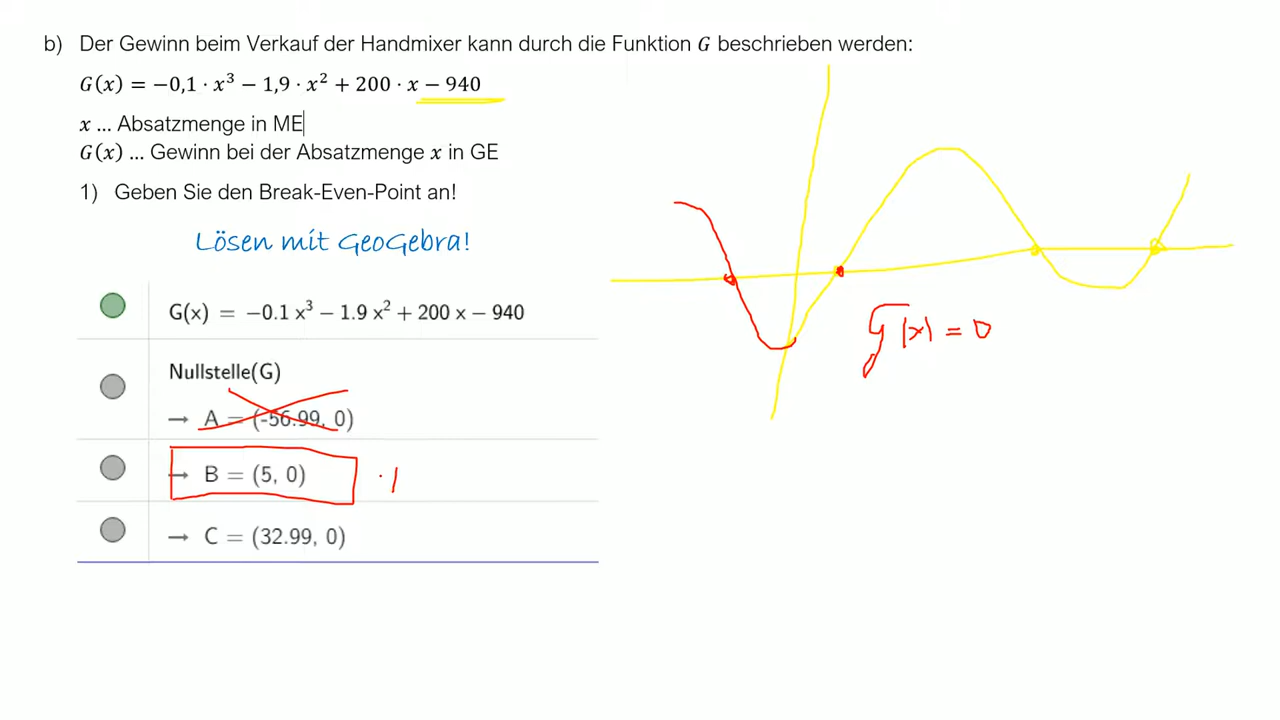 b) Der Gewinn beim Verkauf der Handmixer kann durch die Funktion G beschrieben werden:
G(x) = −0,1 · x³ − 1,9 · x² + 200 · x − 940
x ... Absatzmenge in ME
G(x) ... Gewinn bei der Absatzmenge x in GE
1) Geben Sie den Break-Even-Point an!
Lösen mit GeoGebra!
G(x) = −0.1 x³ − 1.9 x² + 200 x − 940
Nullstelle(G)
→ A = (-56.99, 0)
→ B = (5, 0) · 1
→ C = (32.99, 0)
G(x) = 0